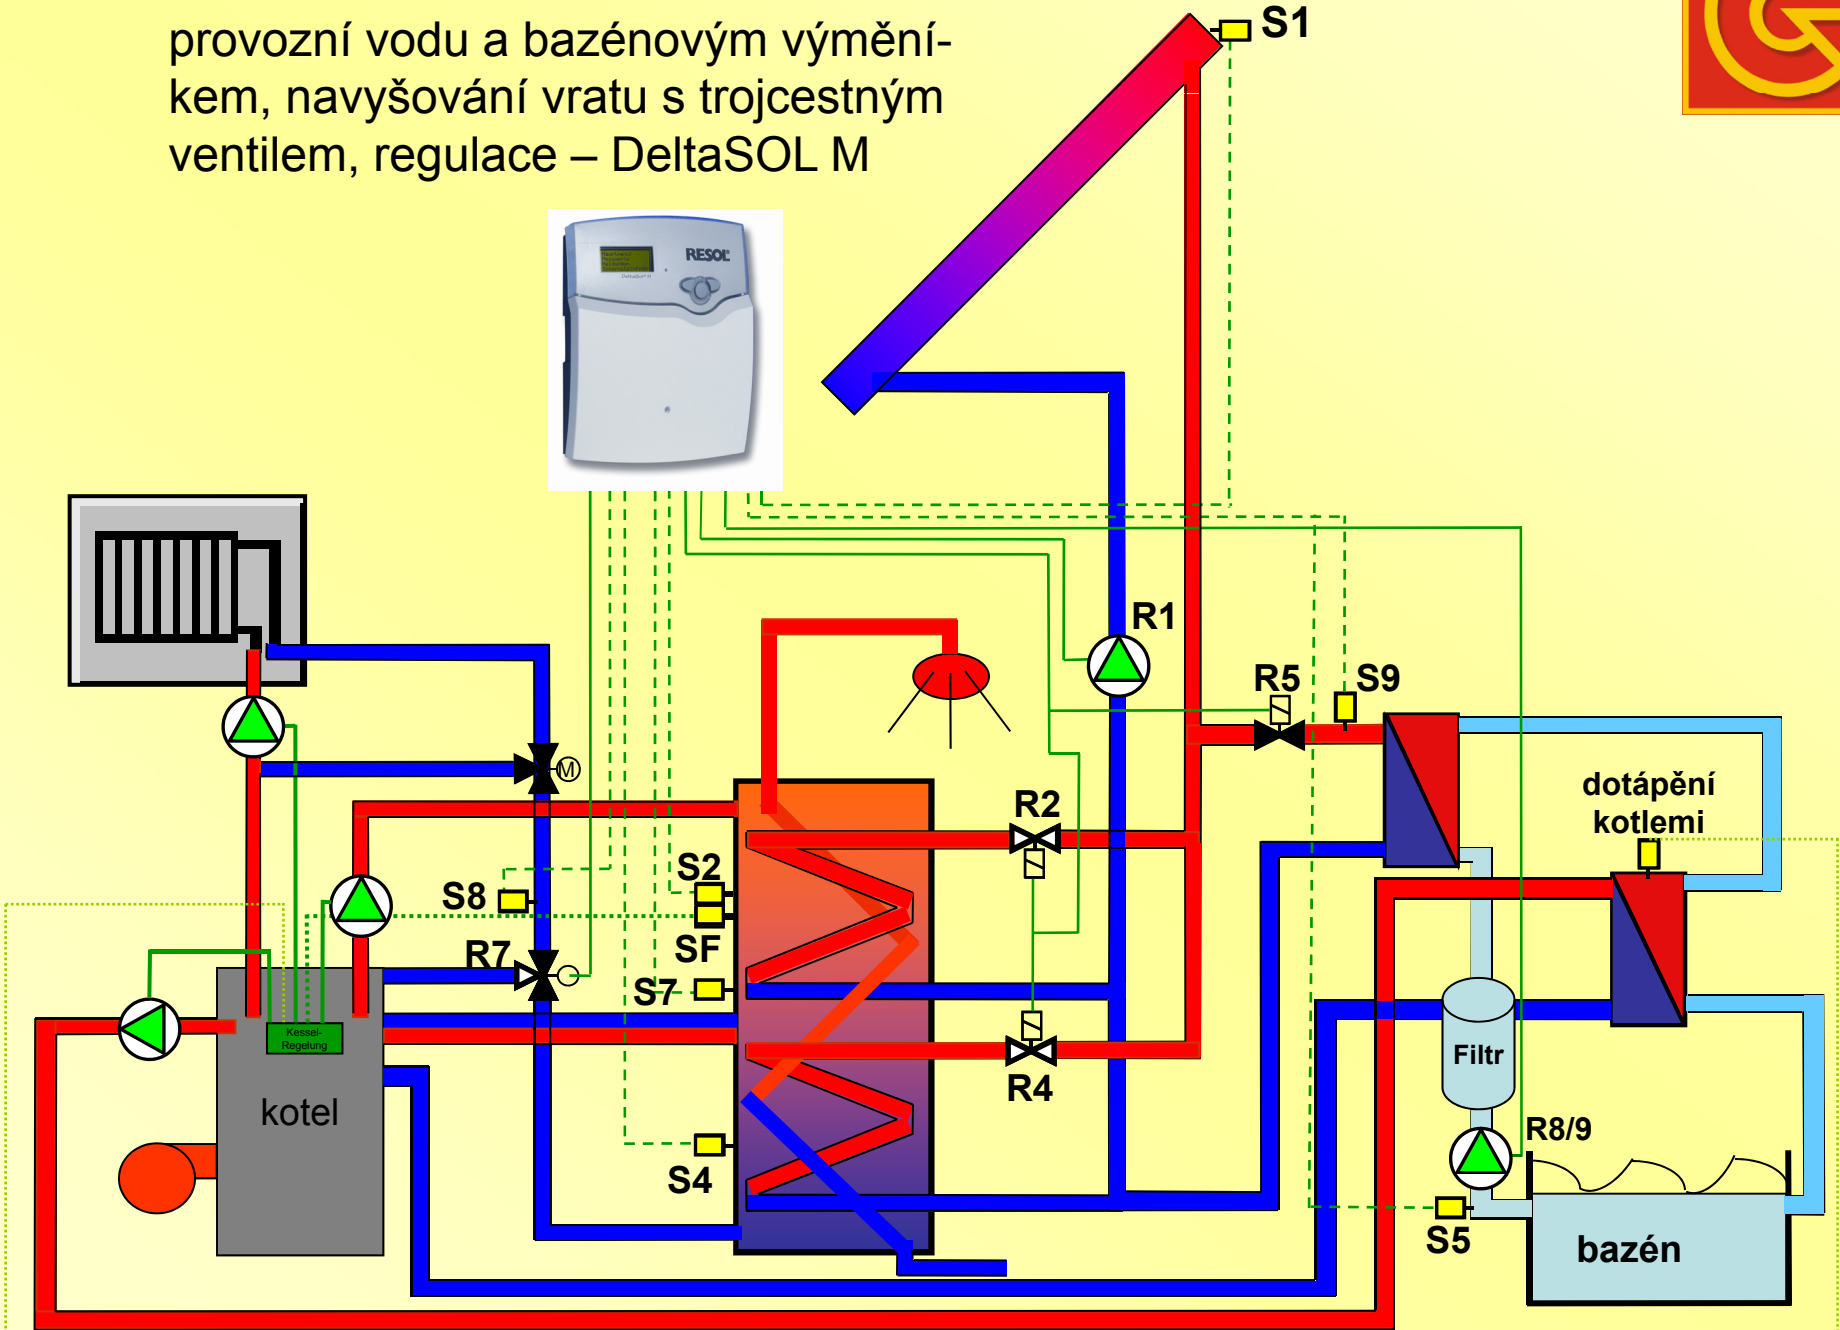 provozní vodu a bazénovým výmění-
kem, navyšování vratu s trojcestným
ventilem, regulace – DeltaSOL M
S1
RESOL
DeltaSol M
R1
R5
S9
M
dotápění
kotlemi
R2
S2
S8
SF
R7
S7
Kessel-
Regelung
Filtr
R4
kotel
R8/9
S4
S5
bazén